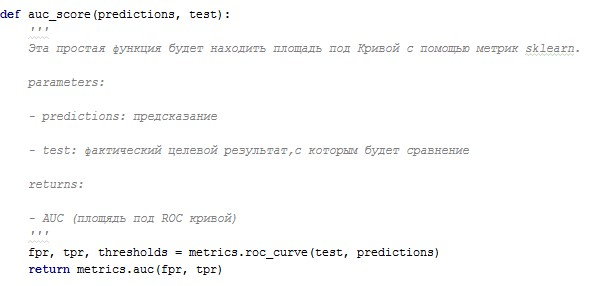 def auc_score(predictions, test):
'''
Эта простая функция будет находить площадь под Кривой с помощью метрик sklearn.
parameters:
- predictions: предсказание
- test: фактический целевой результат,с которым будет сравнение
returns:
- AUC (площядь под ROC кривой)
'''
fpr, tpr, thresholds = metrics.roc_curve(test, predictions)
return metrics.auc(fpr, tpr)